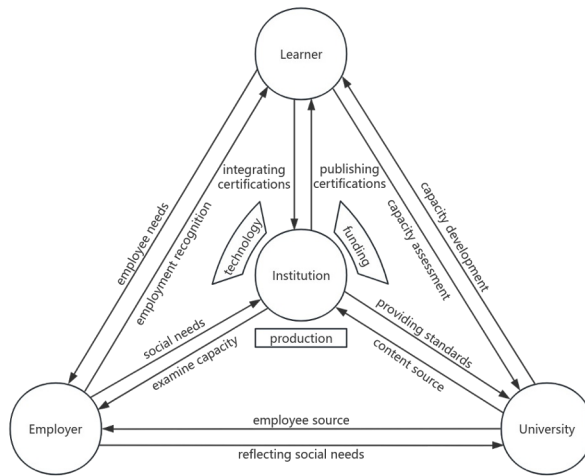 Learner
integrating
certifications
publishing
certifications
employee needs
employment recognition
capacity development
capacity assessment
technology
funding
Institution
social needs
examine capacity
production
providing standards
content source
Employer
employee source
reflecting social needs
University